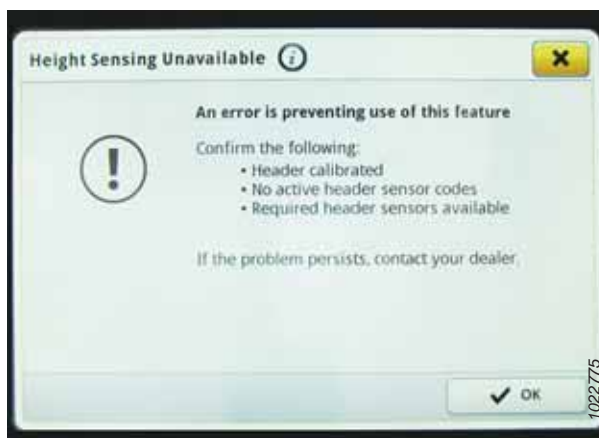 Height Sensing Unavailable
An error is preventing use of this feature
Confirm the following:
• Header calibrated
• No active header sensor codes
• Required header sensors available
If the problem persists, contact your dealer.
OK
1022775